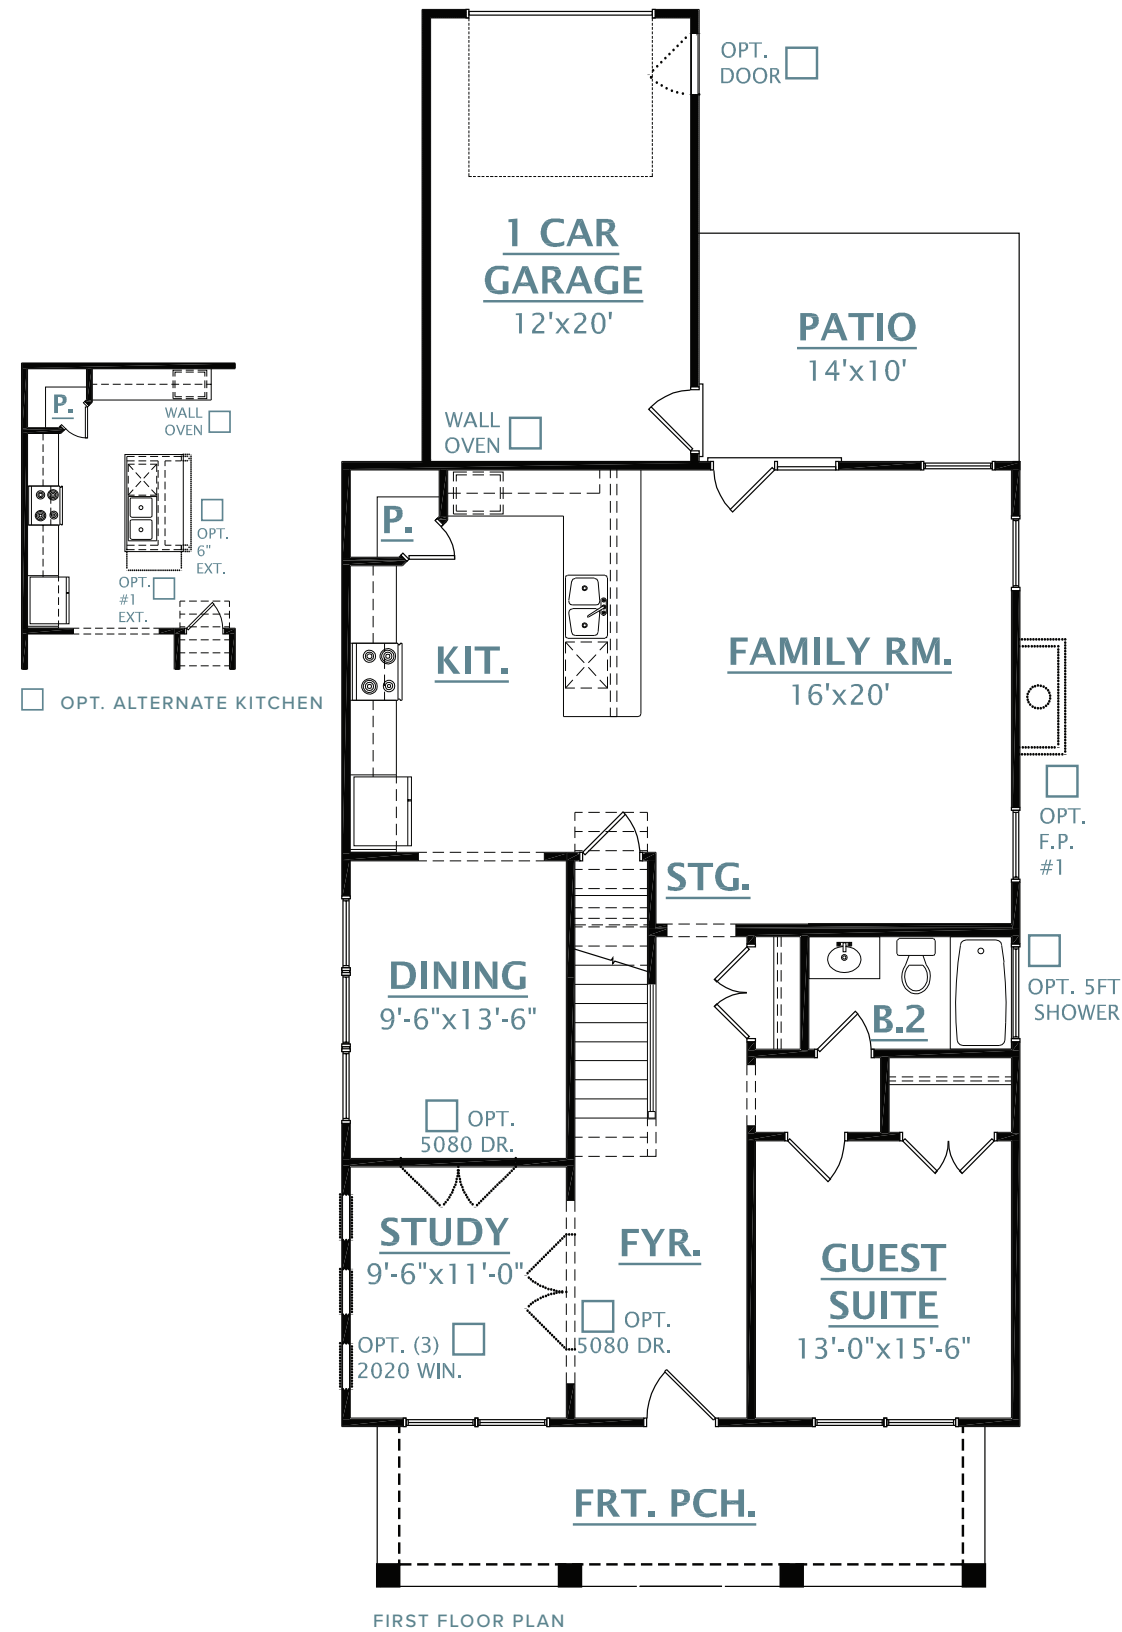 OPT.
DOOR
1 CAR
GARAGE
12'x20'
PATIO
14'x10'
WALL
OVEN
P.
WALL
OVEN
OPT.
6"
EXT.
OPT.
#1
EXT.
OPT. ALTERNATE KITCHEN
P.
KIT.
FAMILY RM.
16'x20'
OPT.
F.P.
#1
STG.
DINING
9'-6"x13'-6"
OPT.
5080 DR.
B.2
OPT. 5FT
SHOWER
STUDY
9'-6"x11'-0"
OPT. (3)
2020 WIN.
FYR.
OPT.
5080 DR.
GUEST
SUITE
13'-0"x15'-6"
FRT. PCH.
FIRST FLOOR PLAN